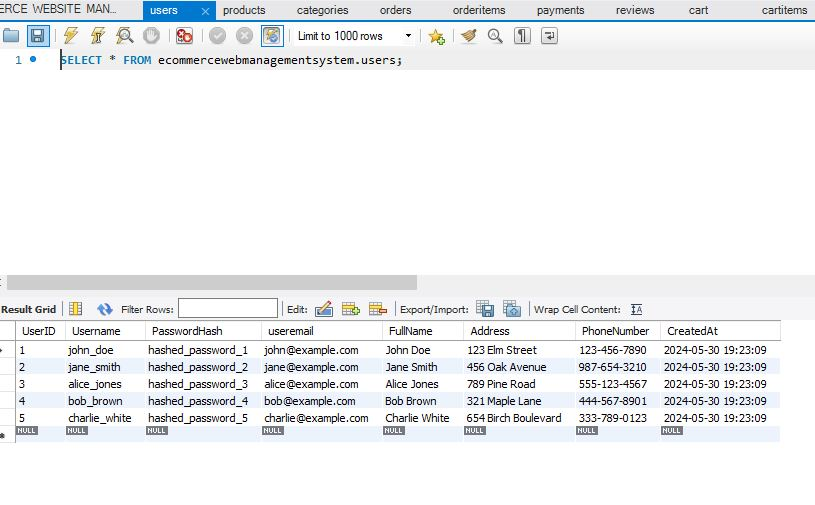 ERCE WEBSITE MAN... users products categories orders orderitems payments reviews cart cartitems
Limit to 1000 rows
1 SELECT * FROM ecommercewebmanagementsystem.users;
Result Grid Filter Rows: Edit: Export/Import: Wrap Cell Content:
UserID Username PasswordHash useremail FullName Address PhoneNumber CreatedAt
1 john_doe hashed_password_1 john@example.com John Doe 123 Elm Street 123-456-7890 2024-05-30 19:23:09
2 jane_smith hashed_password_2 jane@example.com Jane Smith 456 Oak Avenue 987-654-3210 2024-05-30 19:23:09
3 alice_jones hashed_password_3 alice@example.com Alice Jones 789 Pine Road 555-123-4567 2024-05-30 19:23:09
4 bob_brown hashed_password_4 bob@example.com Bob Brown 321 Maple Lane 444-567-8901 2024-05-30 19:23:09
5 charlie_white hashed_password_5 charlie@example.com Charlie White 654 Birch Boulevard 333-789-0123 2024-05-30 19:23:09
NULL NULL NULL NULL NULL NULL NULL NULL